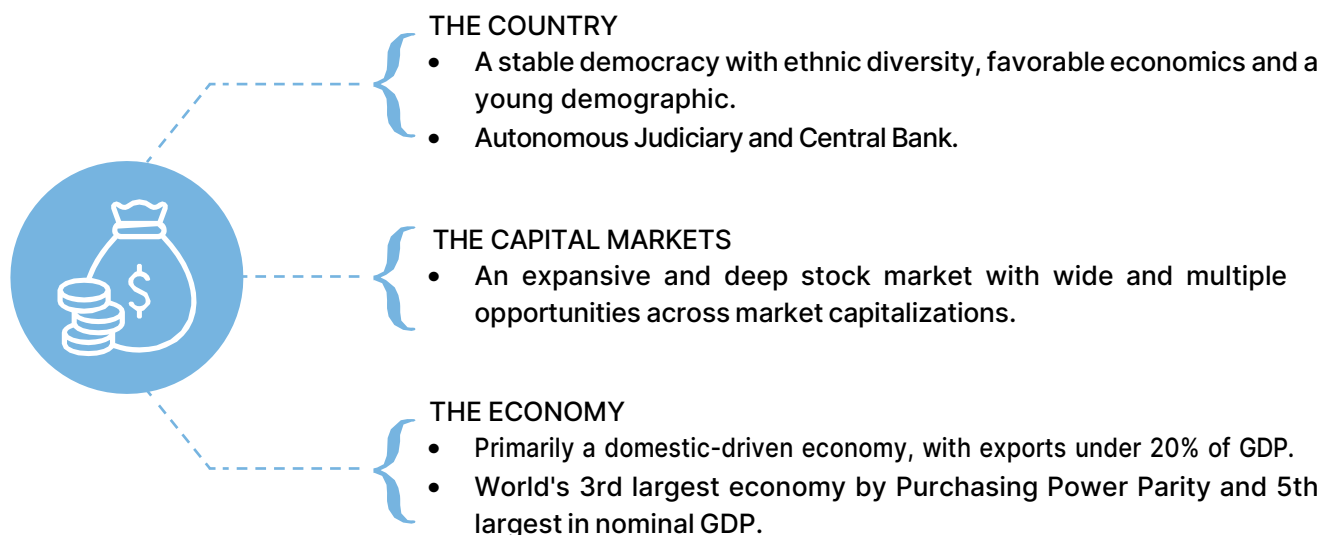 THE COUNTRY
• A stable democracy with ethnic diversity, favorable economics and a
young demographic.
• Autonomous Judiciary and Central Bank.
THE CAPITAL MARKETS
• An expansive and deep stock market with wide and multiple
opportunities across market capitalizations.
$
THE ECONOMY
• Primarily a domestic-driven economy, with exports under 20% of GDP.
• World's 3rd largest economy by Purchasing Power Parity and 5th
largest in nominal GDP.